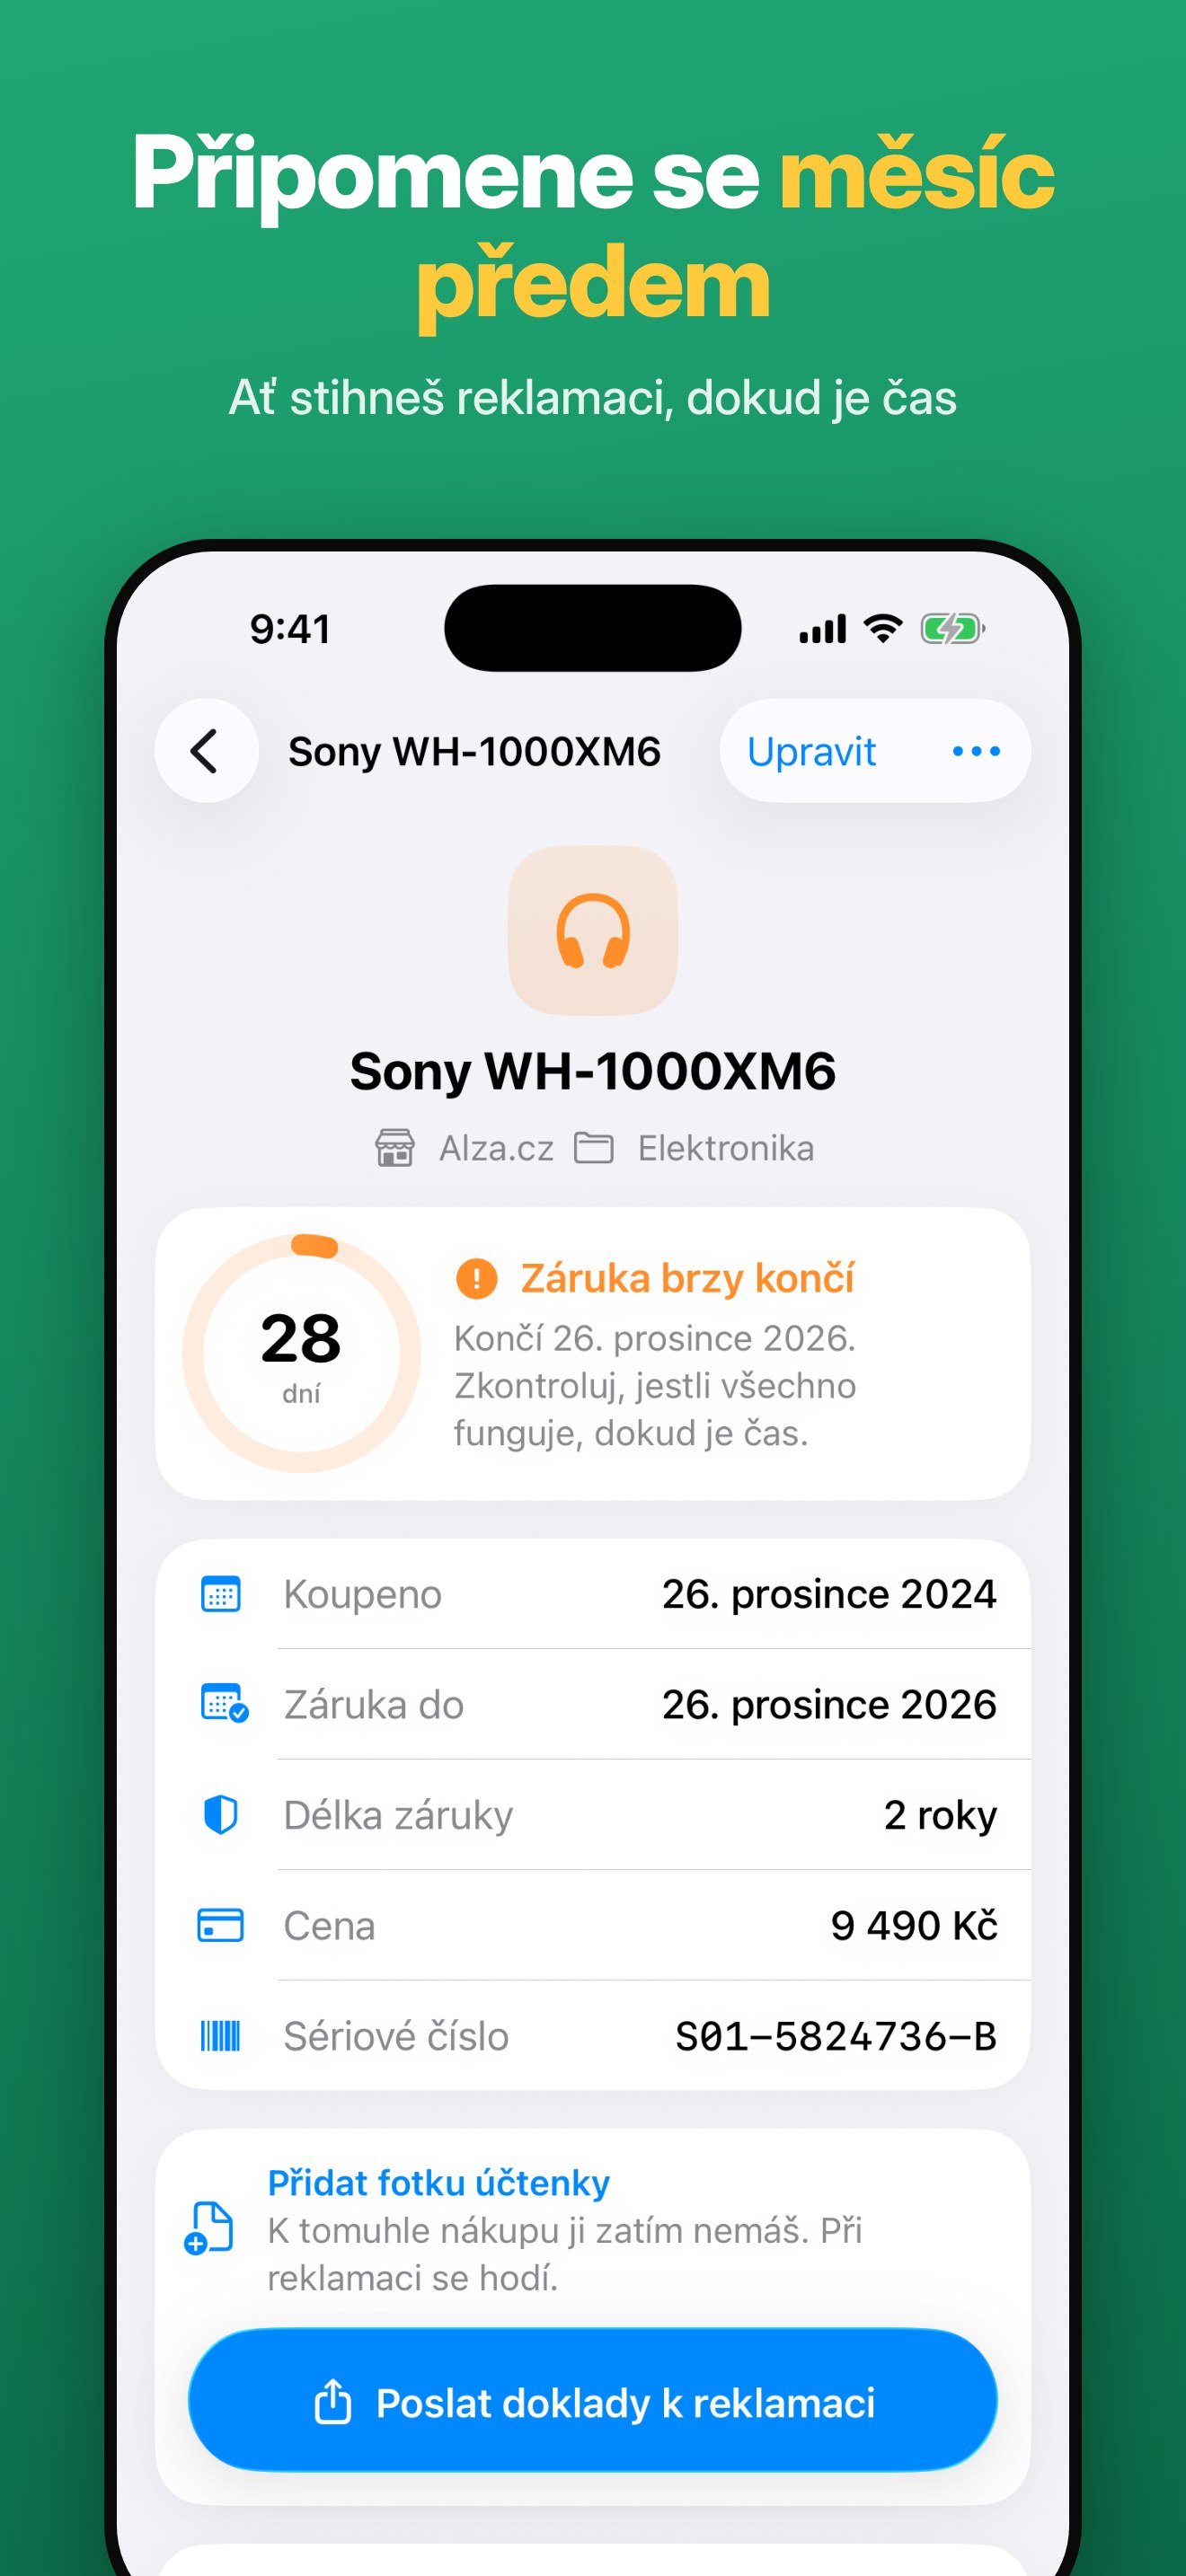 Připomene se měsíc
předem
Ať stihneš reklamaci, dokud je čas
9:41
Sony WH-1000XM6
Upravit
Sony WH-1000XM6
Alza.cz Elektronika
28
dní
Záruka brzy končí
Končí 26. prosince 2026.
Zkontroluj, jestli všechno
funguje, dokud je čas.
Koupeno 26. prosince 2024
Záruka do 26. prosince 2026
Délka záruky 2 roky
Cena 9 490 Kč
Sériové číslo S01–5824736–B
Přidat fotku účtenky
K tomuhle nákupu ji zatím nemáš. Při
reklamaci se hodí.
Poslat doklady k reklamaci